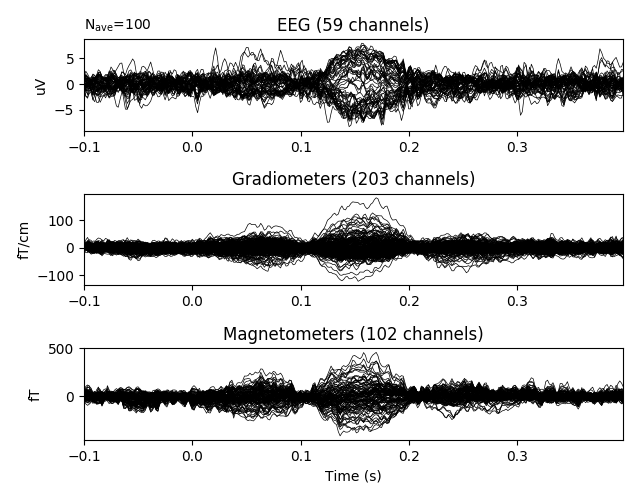 N_ave=100
EEG (59 channels)
uV
5
0
−5
−0.1 0.0 0.1 0.2 0.3
Gradiometers (203 channels)
fT/cm
100
0
−100
−0.1 0.0 0.1 0.2 0.3
Magnetometers (102 channels)
fT
500
0
−0.1 0.0 0.1 0.2 0.3
Time (s)